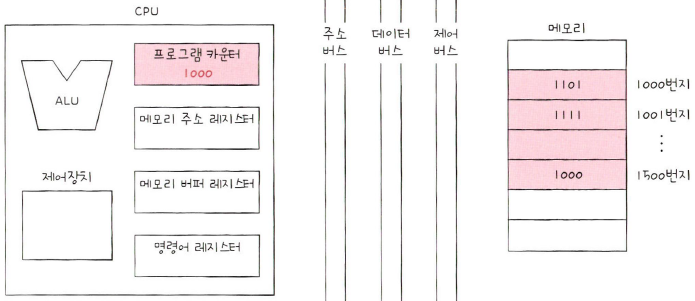 CPU
ALU
제어장치
프로그램 카운터
1000
메모리 주소 레지스터
메모리 버퍼 레지스터
명령어 레지스터
주소
버스
데이터
버스
제어
버스
메모리
1101
1000번지
1111
1001번지
⋮
1000
1500번지